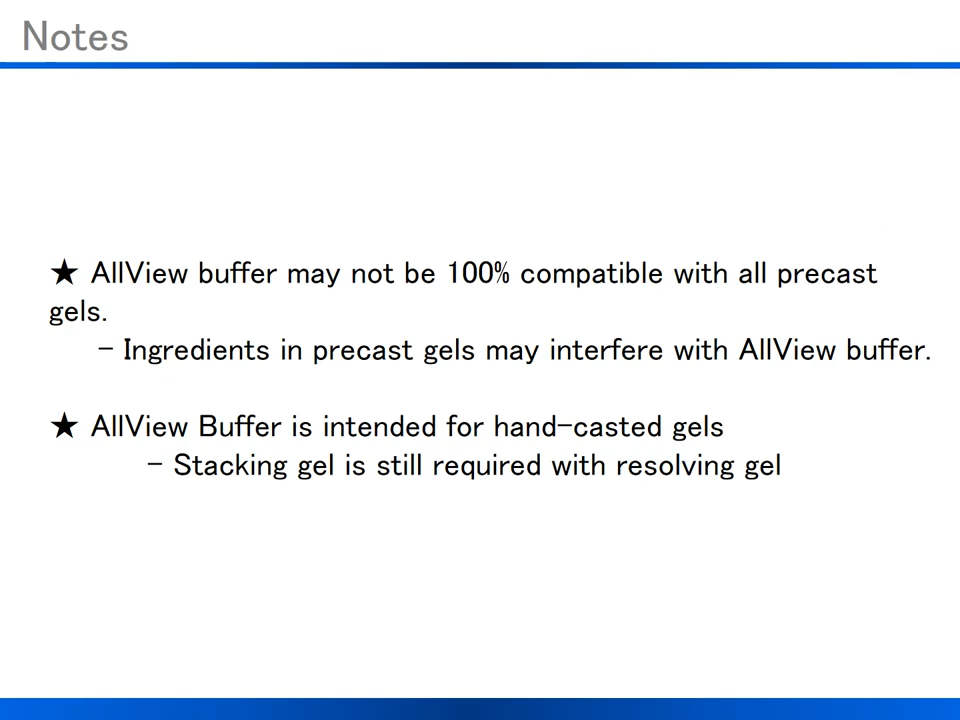 Notes
★ AllView buffer may not be 100% compatible with all precast
gels.
- Ingredients in precast gels may interfere with AllView buffer.
★ AllView Buffer is intended for hand-casted gels
- Stacking gel is still required with resolving gel